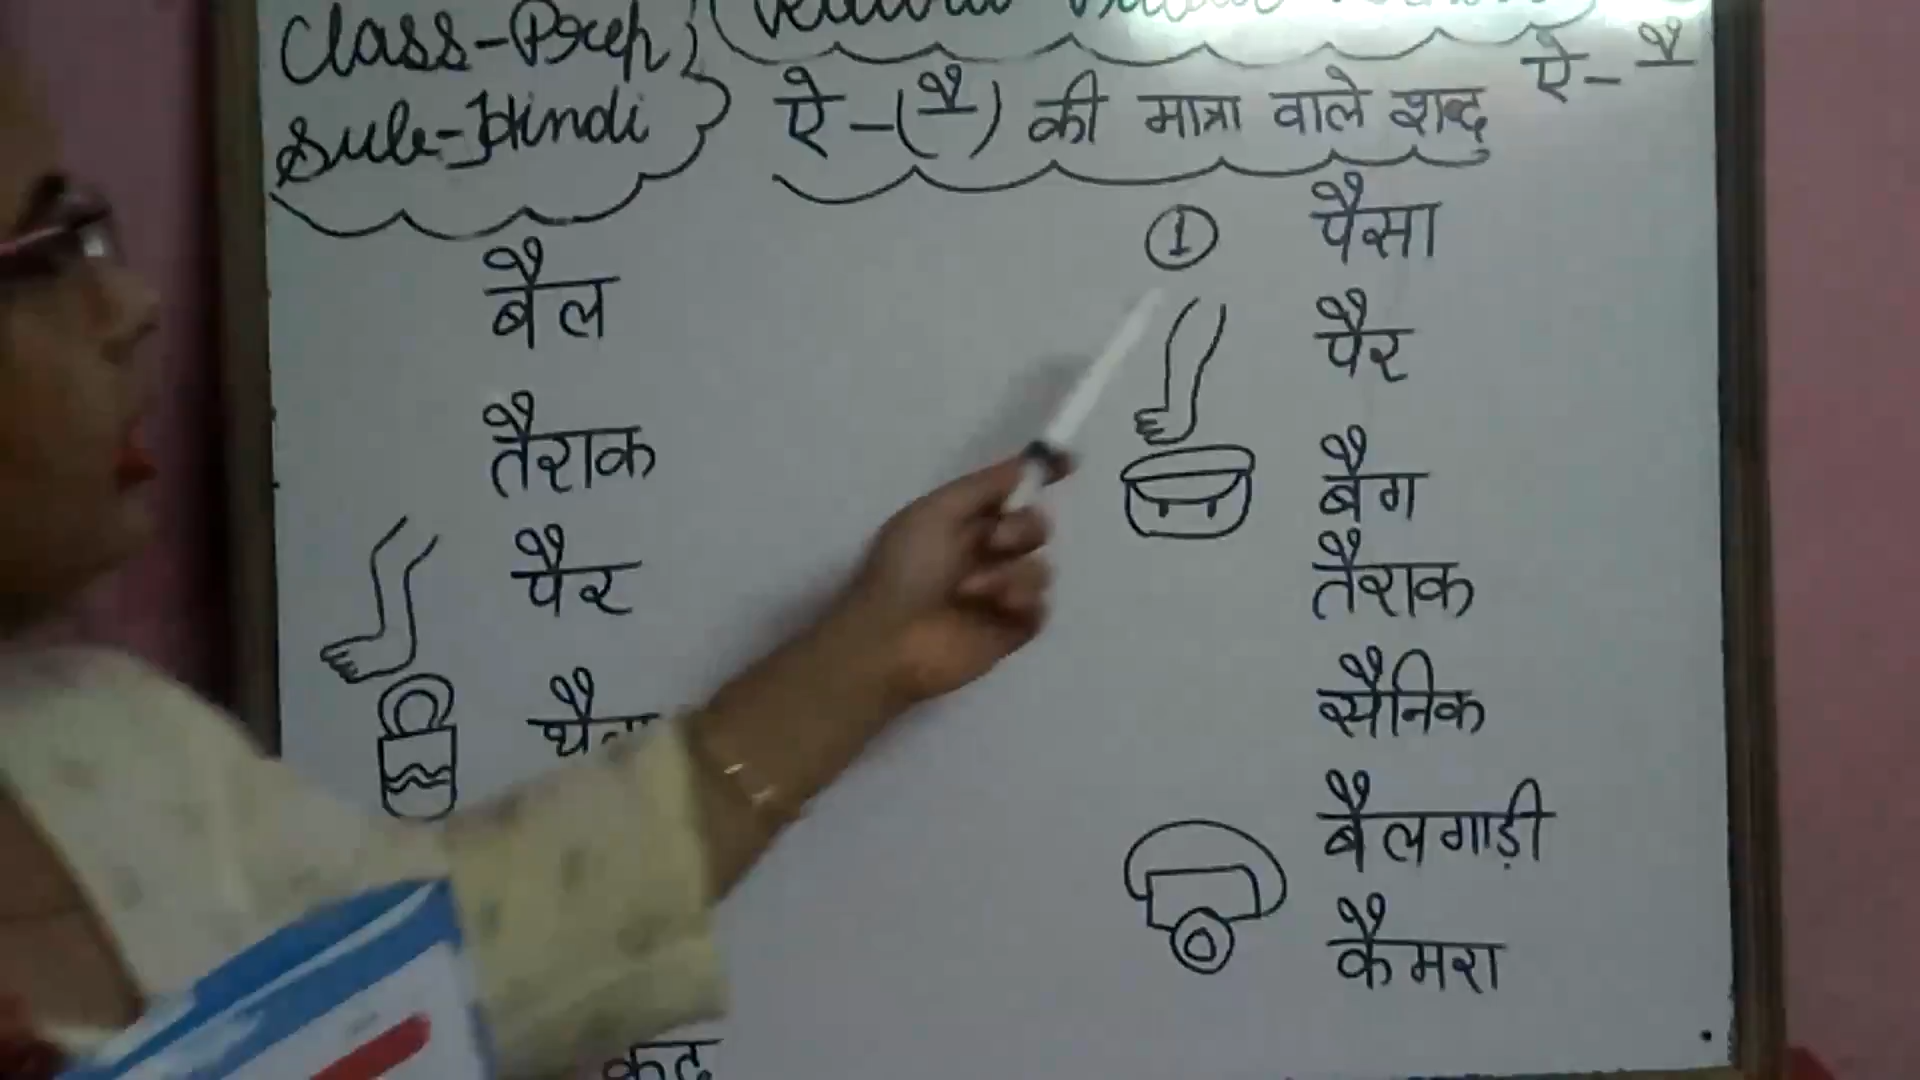 Class-Prep
Sub-Hindi
ऐ-(ै) की मात्रा वाले शब्द
ऐ-ै
बैल
तैराक
पैर
1 पैसा
पैर
बैग
तैराक
सैनिक
बैलगाड़ी
कैमरा